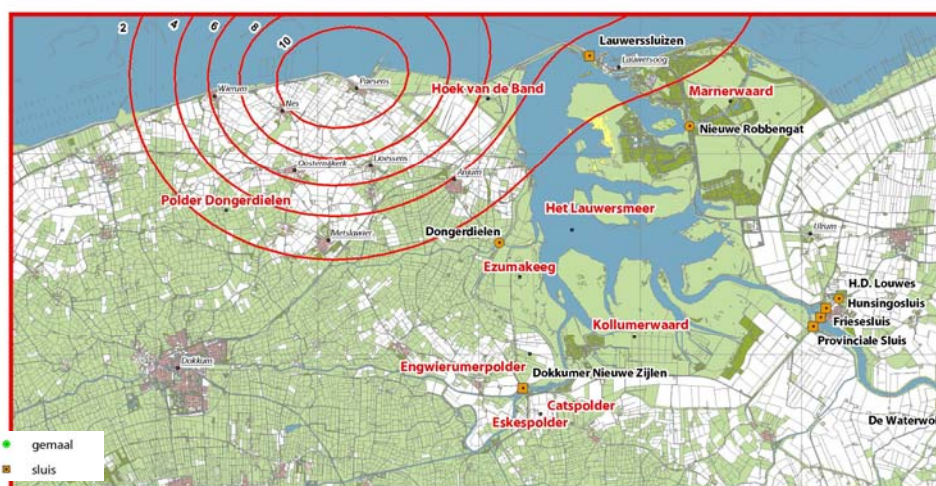 2
4
6
8
10
Lauwerssluizen
Lauwersoog
Wierum
Paesens
Nes
Hoek van de Band
Marnerwaard
Nieuwe Robbengat
Oosternijkerk
Lioessens
Anjum
Polder Dongerdielen
Metslawier
Dongerdielen
Het Lauwersmeer
Ulrum
Ezumakeeg
H.D. Louwes
Hunsingosluis
Friesesluis
Provinciale Sluis
Kollumerwaard
Dokkum
Engwierumerpolder
Dokkumer Nieuwe Zijlen
Catspolder
Eskespolder
De Waterwol
gemaal
sluis